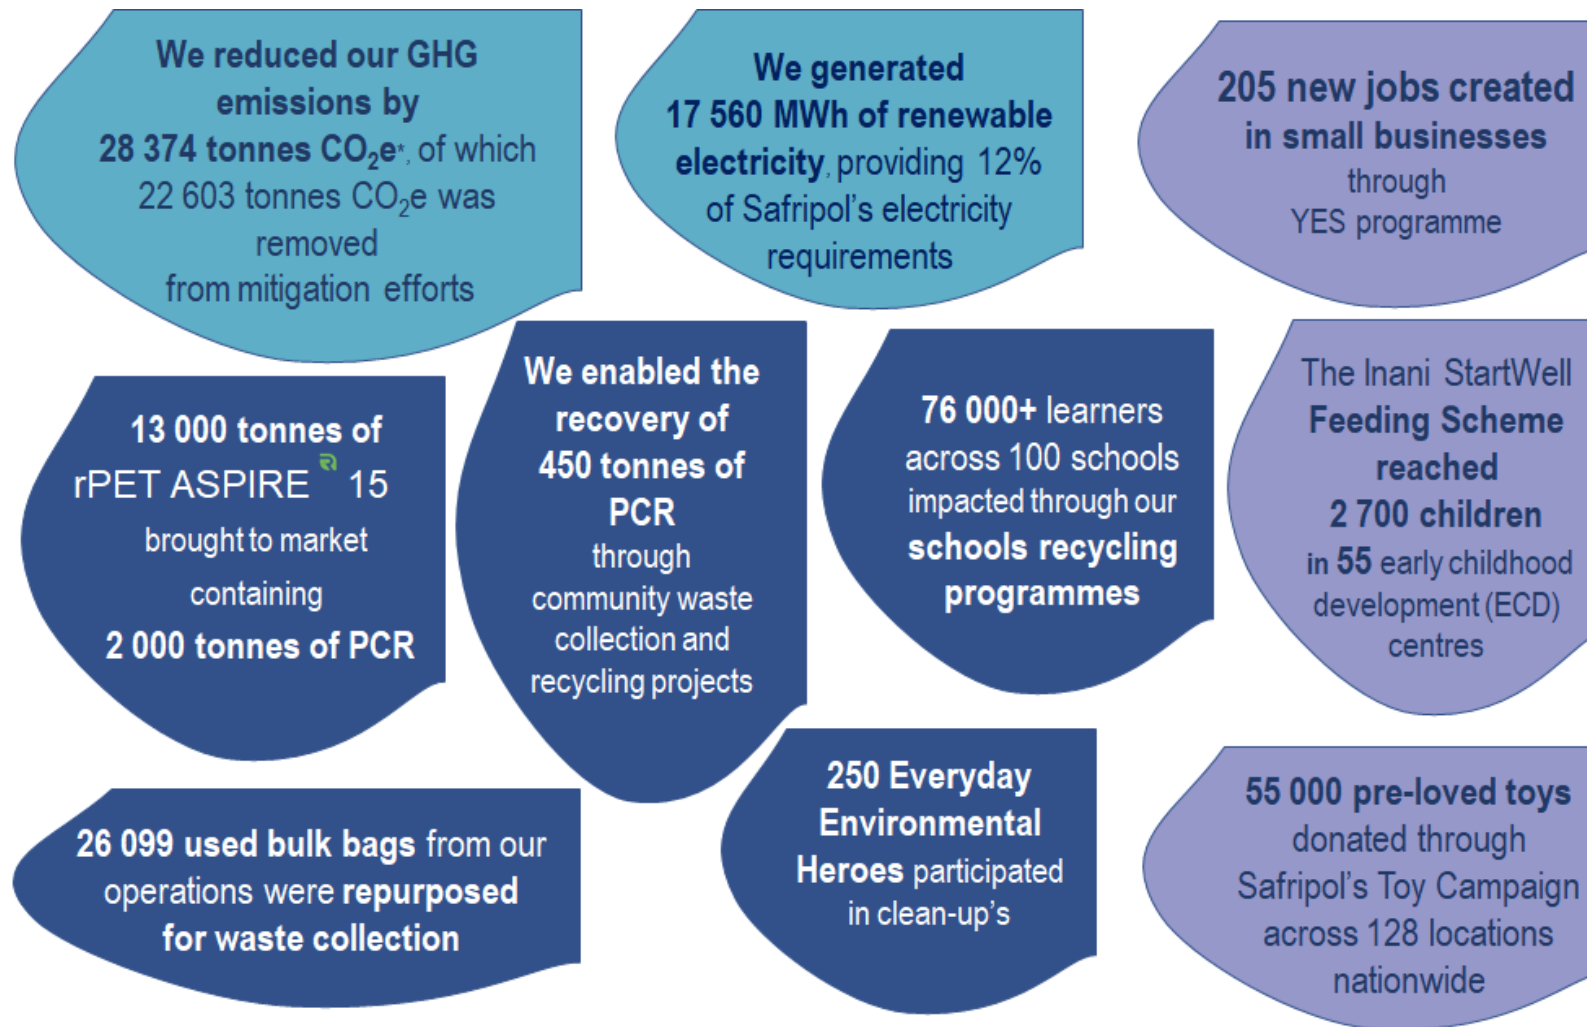 We reduced our GHG
emissions by
28 374 tonnes CO₂e*, of which
22 603 tonnes CO₂e was
removed
from mitigation efforts
We generated
17 560 MWh of renewable
electricity, providing 12%
of Safripol's electricity
requirements
205 new jobs created
in small businesses
through
YES programme
13 000 tonnes of
rPET ASPIRE 15
brought to market
containing
2 000 tonnes of PCR
We enabled the
recovery of
450 tonnes of
PCR
through
community waste
collection and
recycling projects
76 000+ learners
across 100 schools
impacted through our
schools recycling
programmes
The Inani StartWell
Feeding Scheme
reached
2 700 children
in 55 early childhood
development (ECD)
centres
26 099 used bulk bags from our
operations were repurposed
for waste collection
250 Everyday
Environmental
Heroes participated
in clean-up's
55 000 pre-loved toys
donated through
Safripol's Toy Campaign
across 128 locations
nationwide